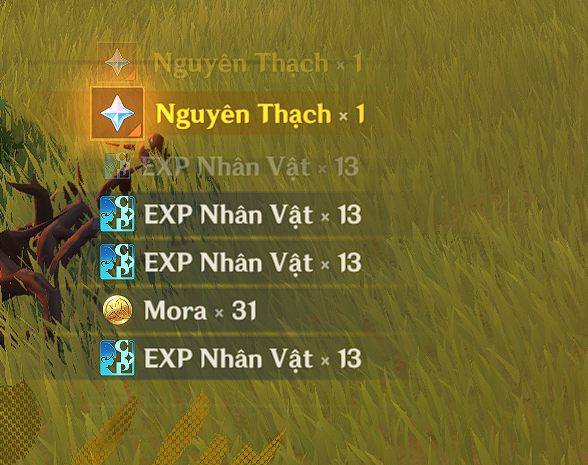 Nguyên Thạch × 1
Nguyên Thạch × 1
EXP Nhân Vật × 13
EXP Nhân Vật × 13
EXP Nhân Vật × 13
Mora × 31
EXP Nhân Vật × 13